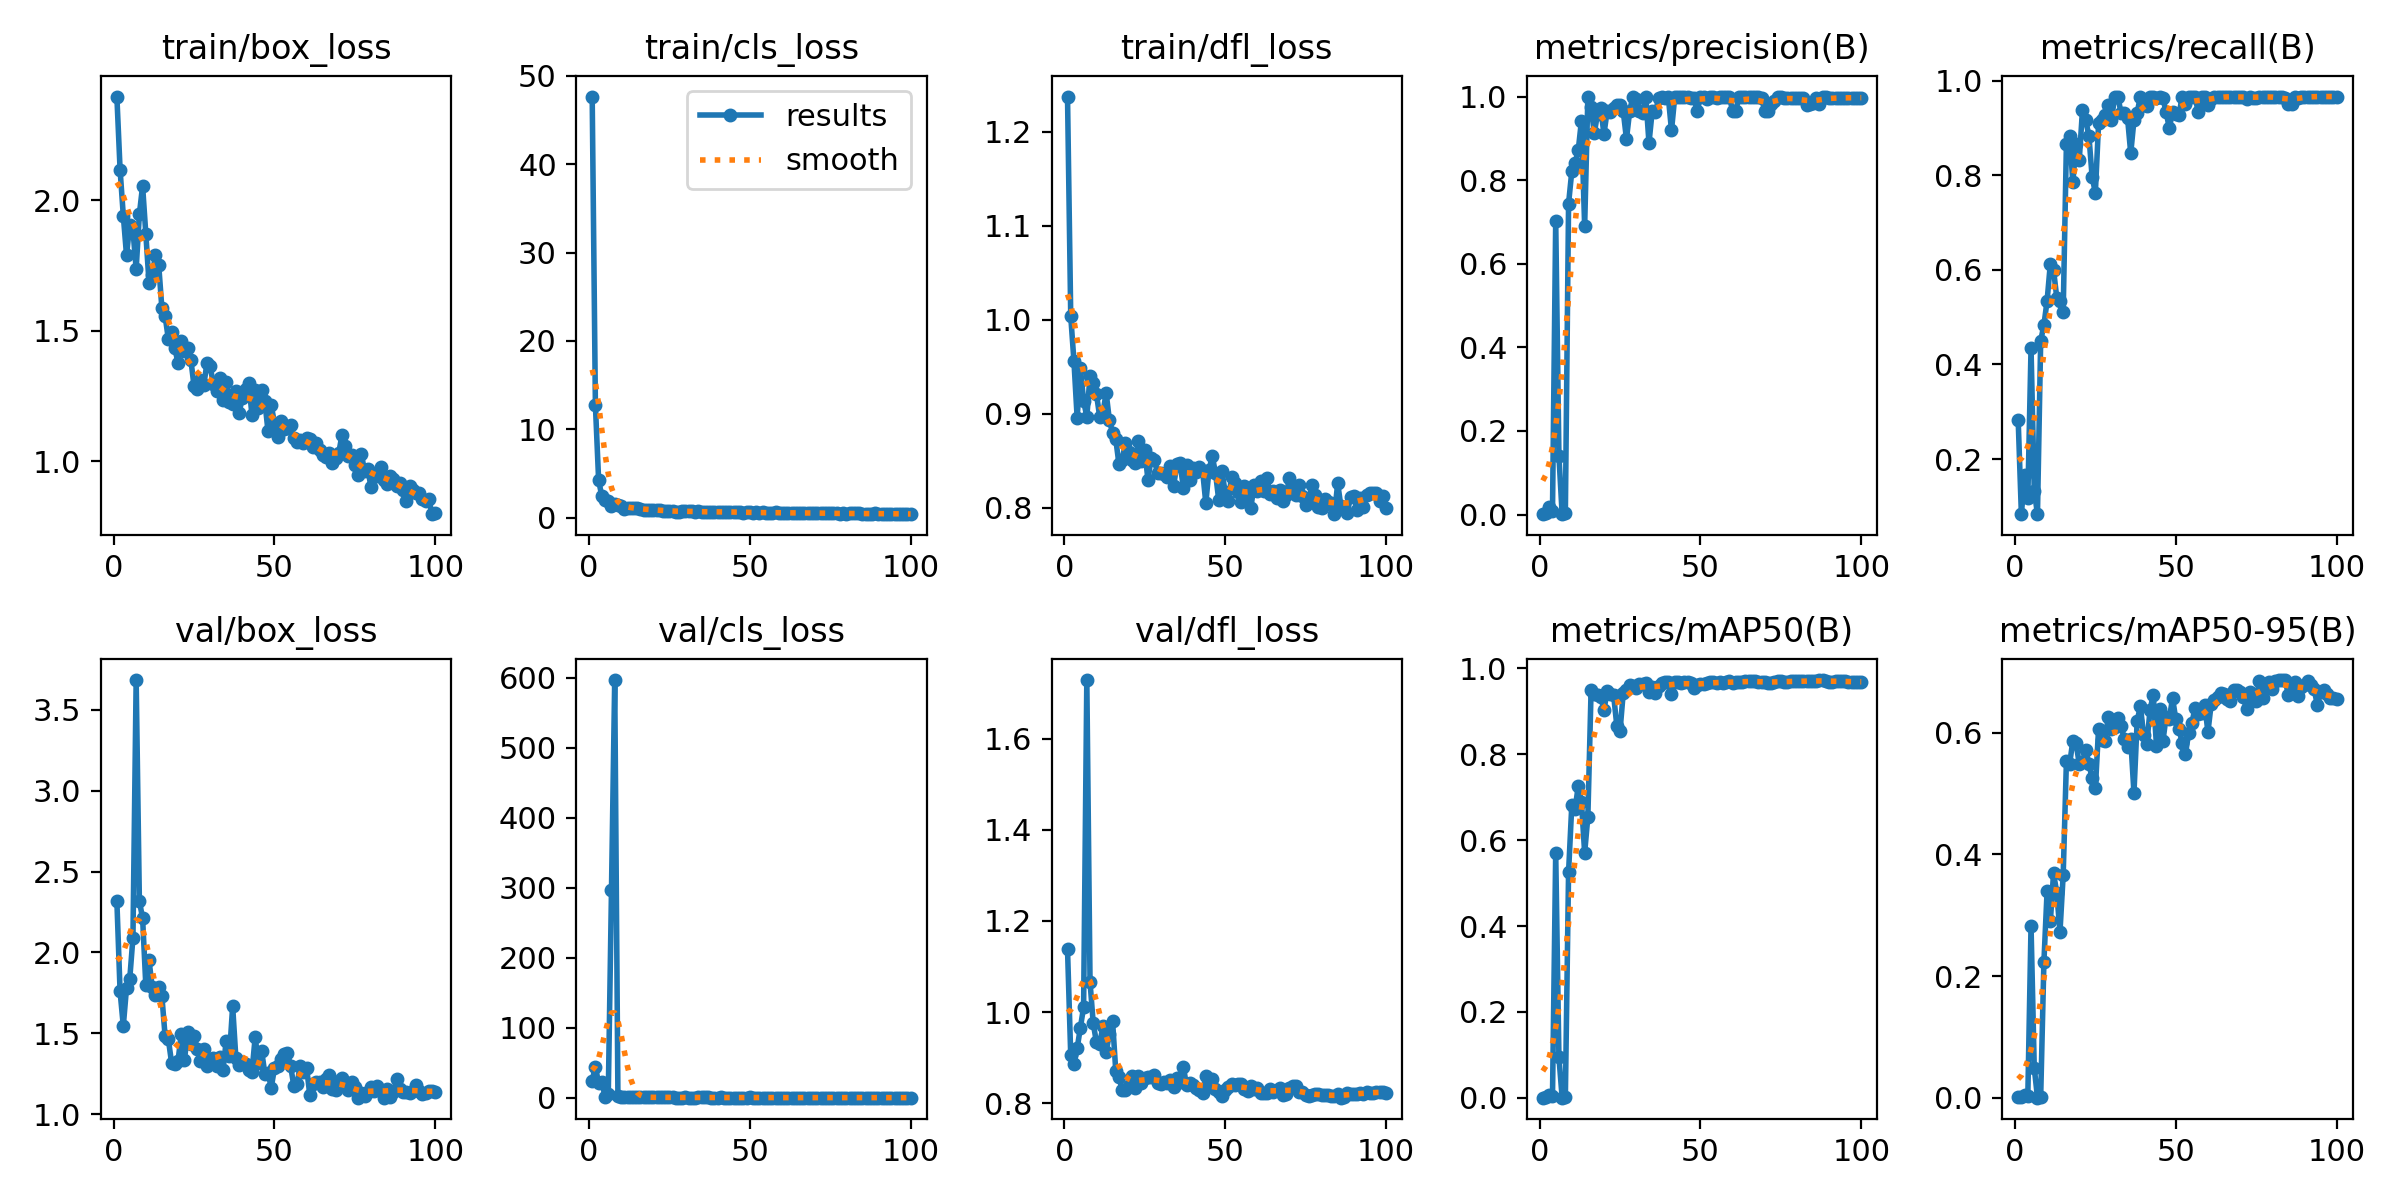 train/box_loss
train/cls_loss
train/dfl_loss
metrics/precision(B)
metrics/recall(B)
2.0
1.5
1.0
0 50 100
50
40
30
20
10
0
results
smooth
0 50 100
1.2
1.1
1.0
0.9
0.8
0 50 100
1.0
0.8
0.6
0.4
0.2
0.0
0 50 100
1.0
0.8
0.6
0.4
0.2
0 50 100
val/box_loss
val/cls_loss
val/dfl_loss
metrics/mAP50(B)
metrics/mAP50-95(B)
3.5
3.0
2.5
2.0
1.5
1.0
0 50 100
600
500
400
300
200
100
0
0 50 100
1.6
1.4
1.2
1.0
0.8
0 50 100
1.0
0.8
0.6
0.4
0.2
0.0
0 50 100
0.6
0.4
0.2
0.0
0 50 100